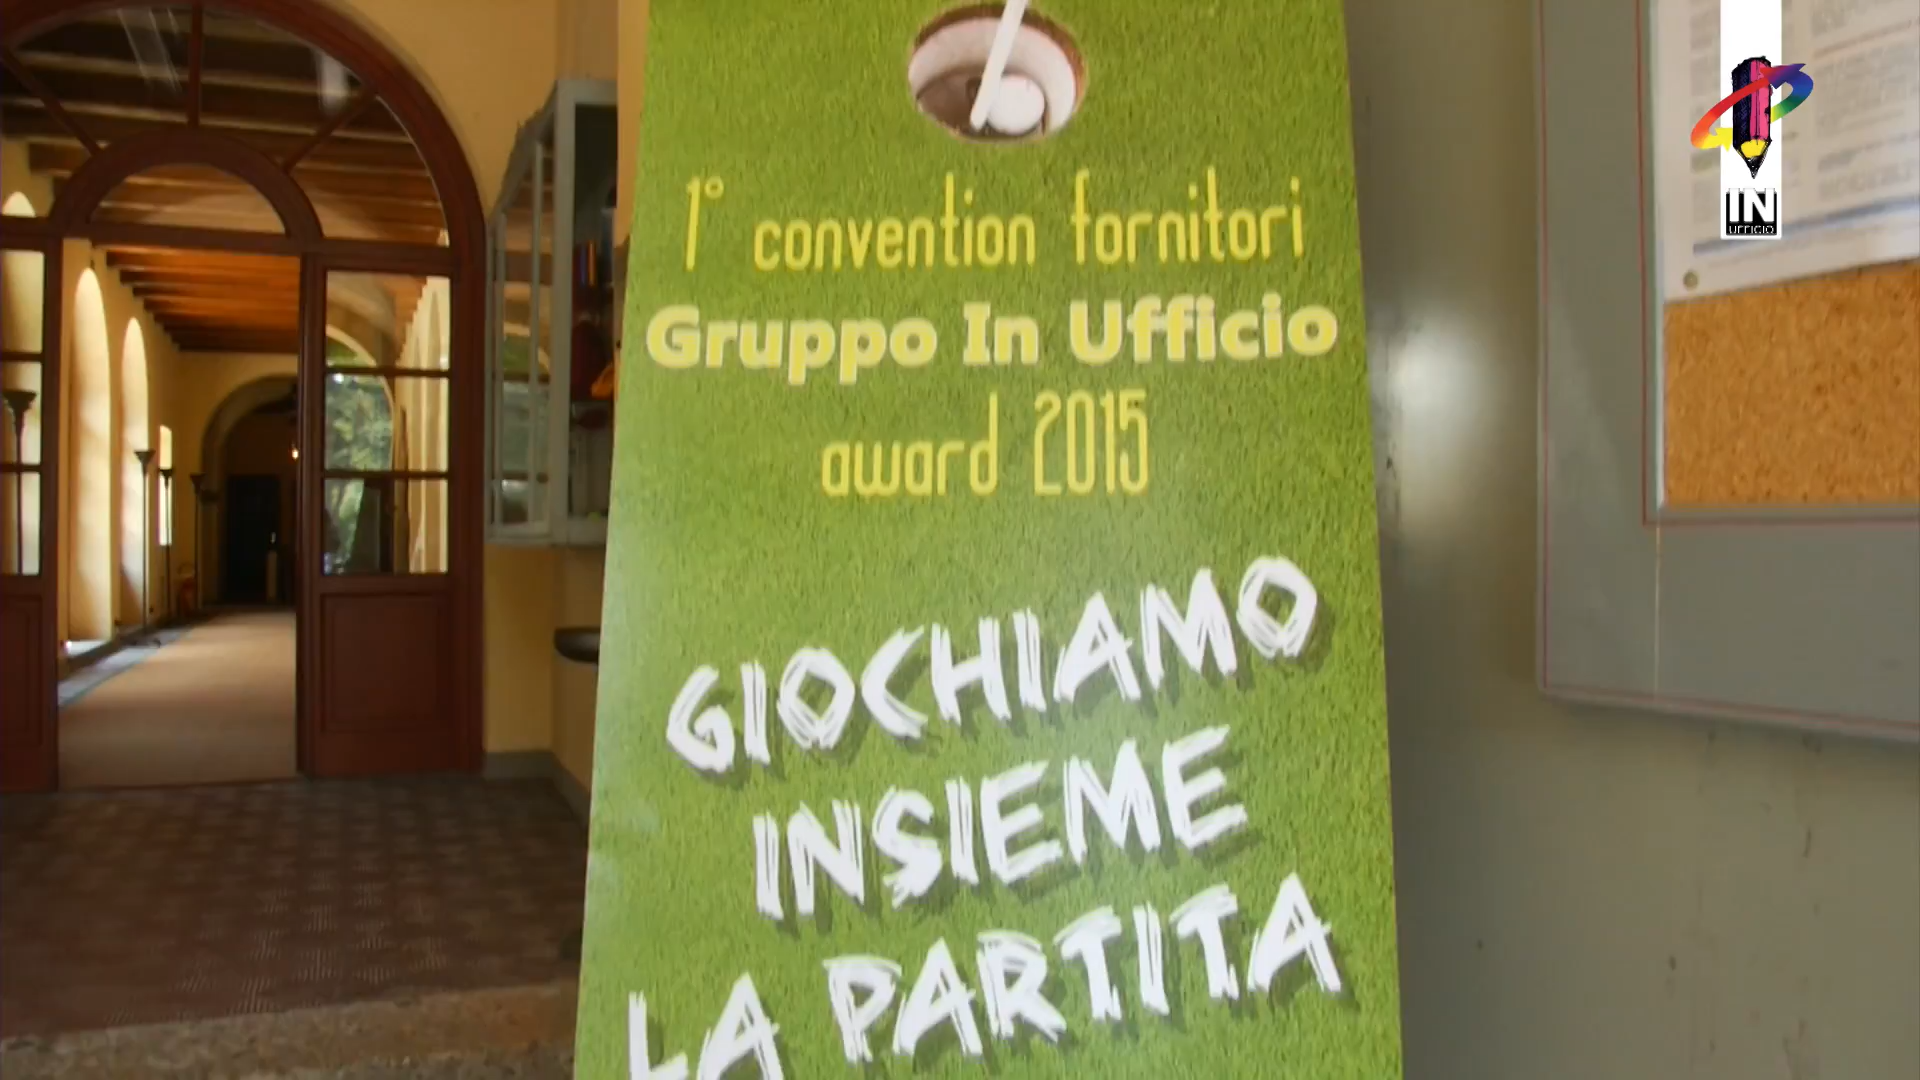 1° convention fornitori
Gruppo In Ufficio
award 2015
GIOCHIAMO
INSIEME
LA PARTITA
IN
UFFICIO